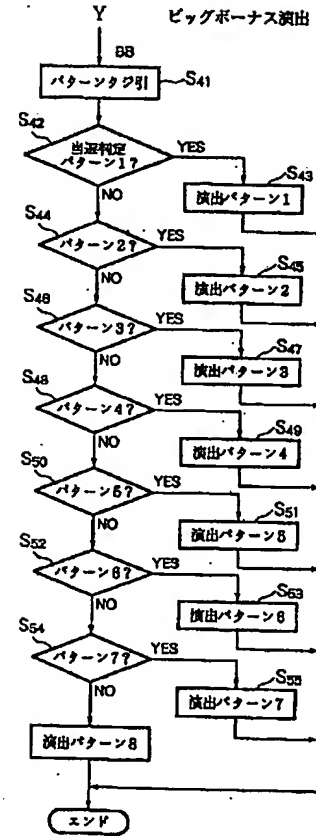 Y
ビッグボーナス演出
BB
パターンタジ引
S41
S42
当選判定
パターン1?
YES
S43
NO
演出パターン1
S44
パターン2?
YES
S45
NO
演出パターン2
S46
パターン3?
YES
S47
NO
演出パターン3
S48
パターン4?
YES
S49
NO
演出パターン4
S50
パターン5?
YES
S51
NO
演出パターン5
S52
パターン6?
YES
S53
NO
演出パターン6
S54
パターン7?
YES
S55
NO
演出パターン7
演出パターン8
エンド